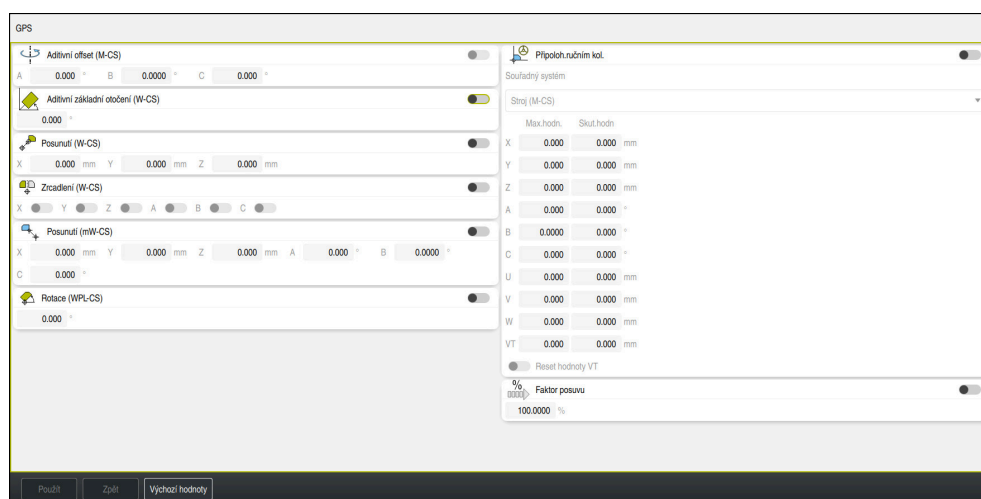 GPS
Aditivní offset (M-CS)
A 0.000 ° B 0.0000 ° C 0.000 °
Aditivní základní otočení (W-CS)
0.000 °
Posunutí (W-CS)
X 0.000 mm Y 0.000 mm Z 0.000 mm
Zrcadlení (W-CS)
X Y Z A B C
Posunutí (mW-CS)
X 0.000 mm Y 0.000 mm Z 0.000 mm A 0.000 ° B 0.0000 °
C 0.000 °
Rotace (WPL-CS)
0.000 °
Připoloh.ručním kol.
Souřadný systém
Stroj (M-CS)
Max.hodn. Skut.hodn
X 0.000 0.000 mm
Y 0.000 0.000 mm
Z 0.000 0.000 mm
A 0.000 0.000 °
B 0.0000 0.000 °
C 0.000 0.000 °
U 0.000 0.000 mm
V 0.000 0.000 mm
W 0.000 0.000 mm
VT 0.000 0.000 mm
Reset hodnoty VT
% Faktor posuvu
100.0000 %
Použít Zpět Výchozí hodnoty